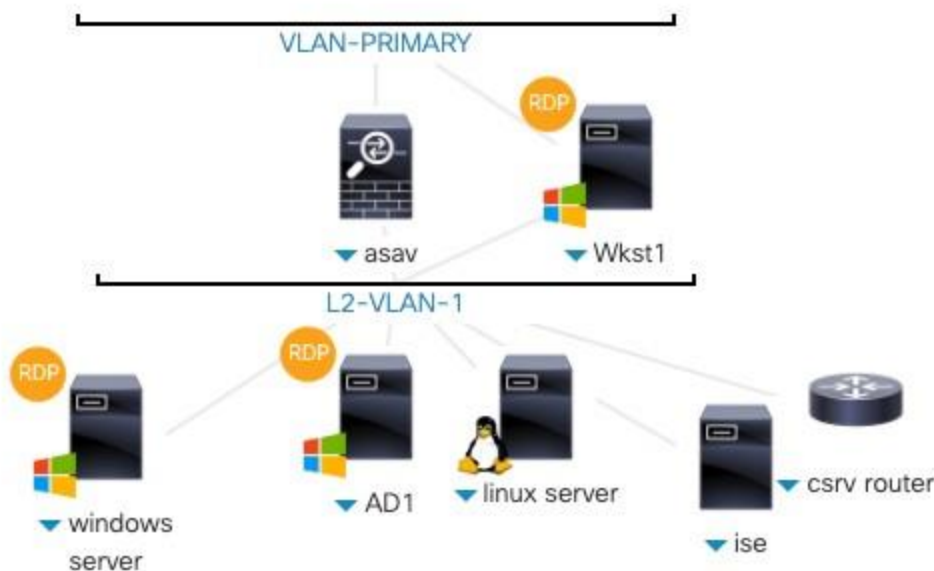 VLAN-PRIMARY
RDP
asav
Wkst1
L2-VLAN-1
RDP
RDP
windows
server
AD1
linux server
ise
csrv router